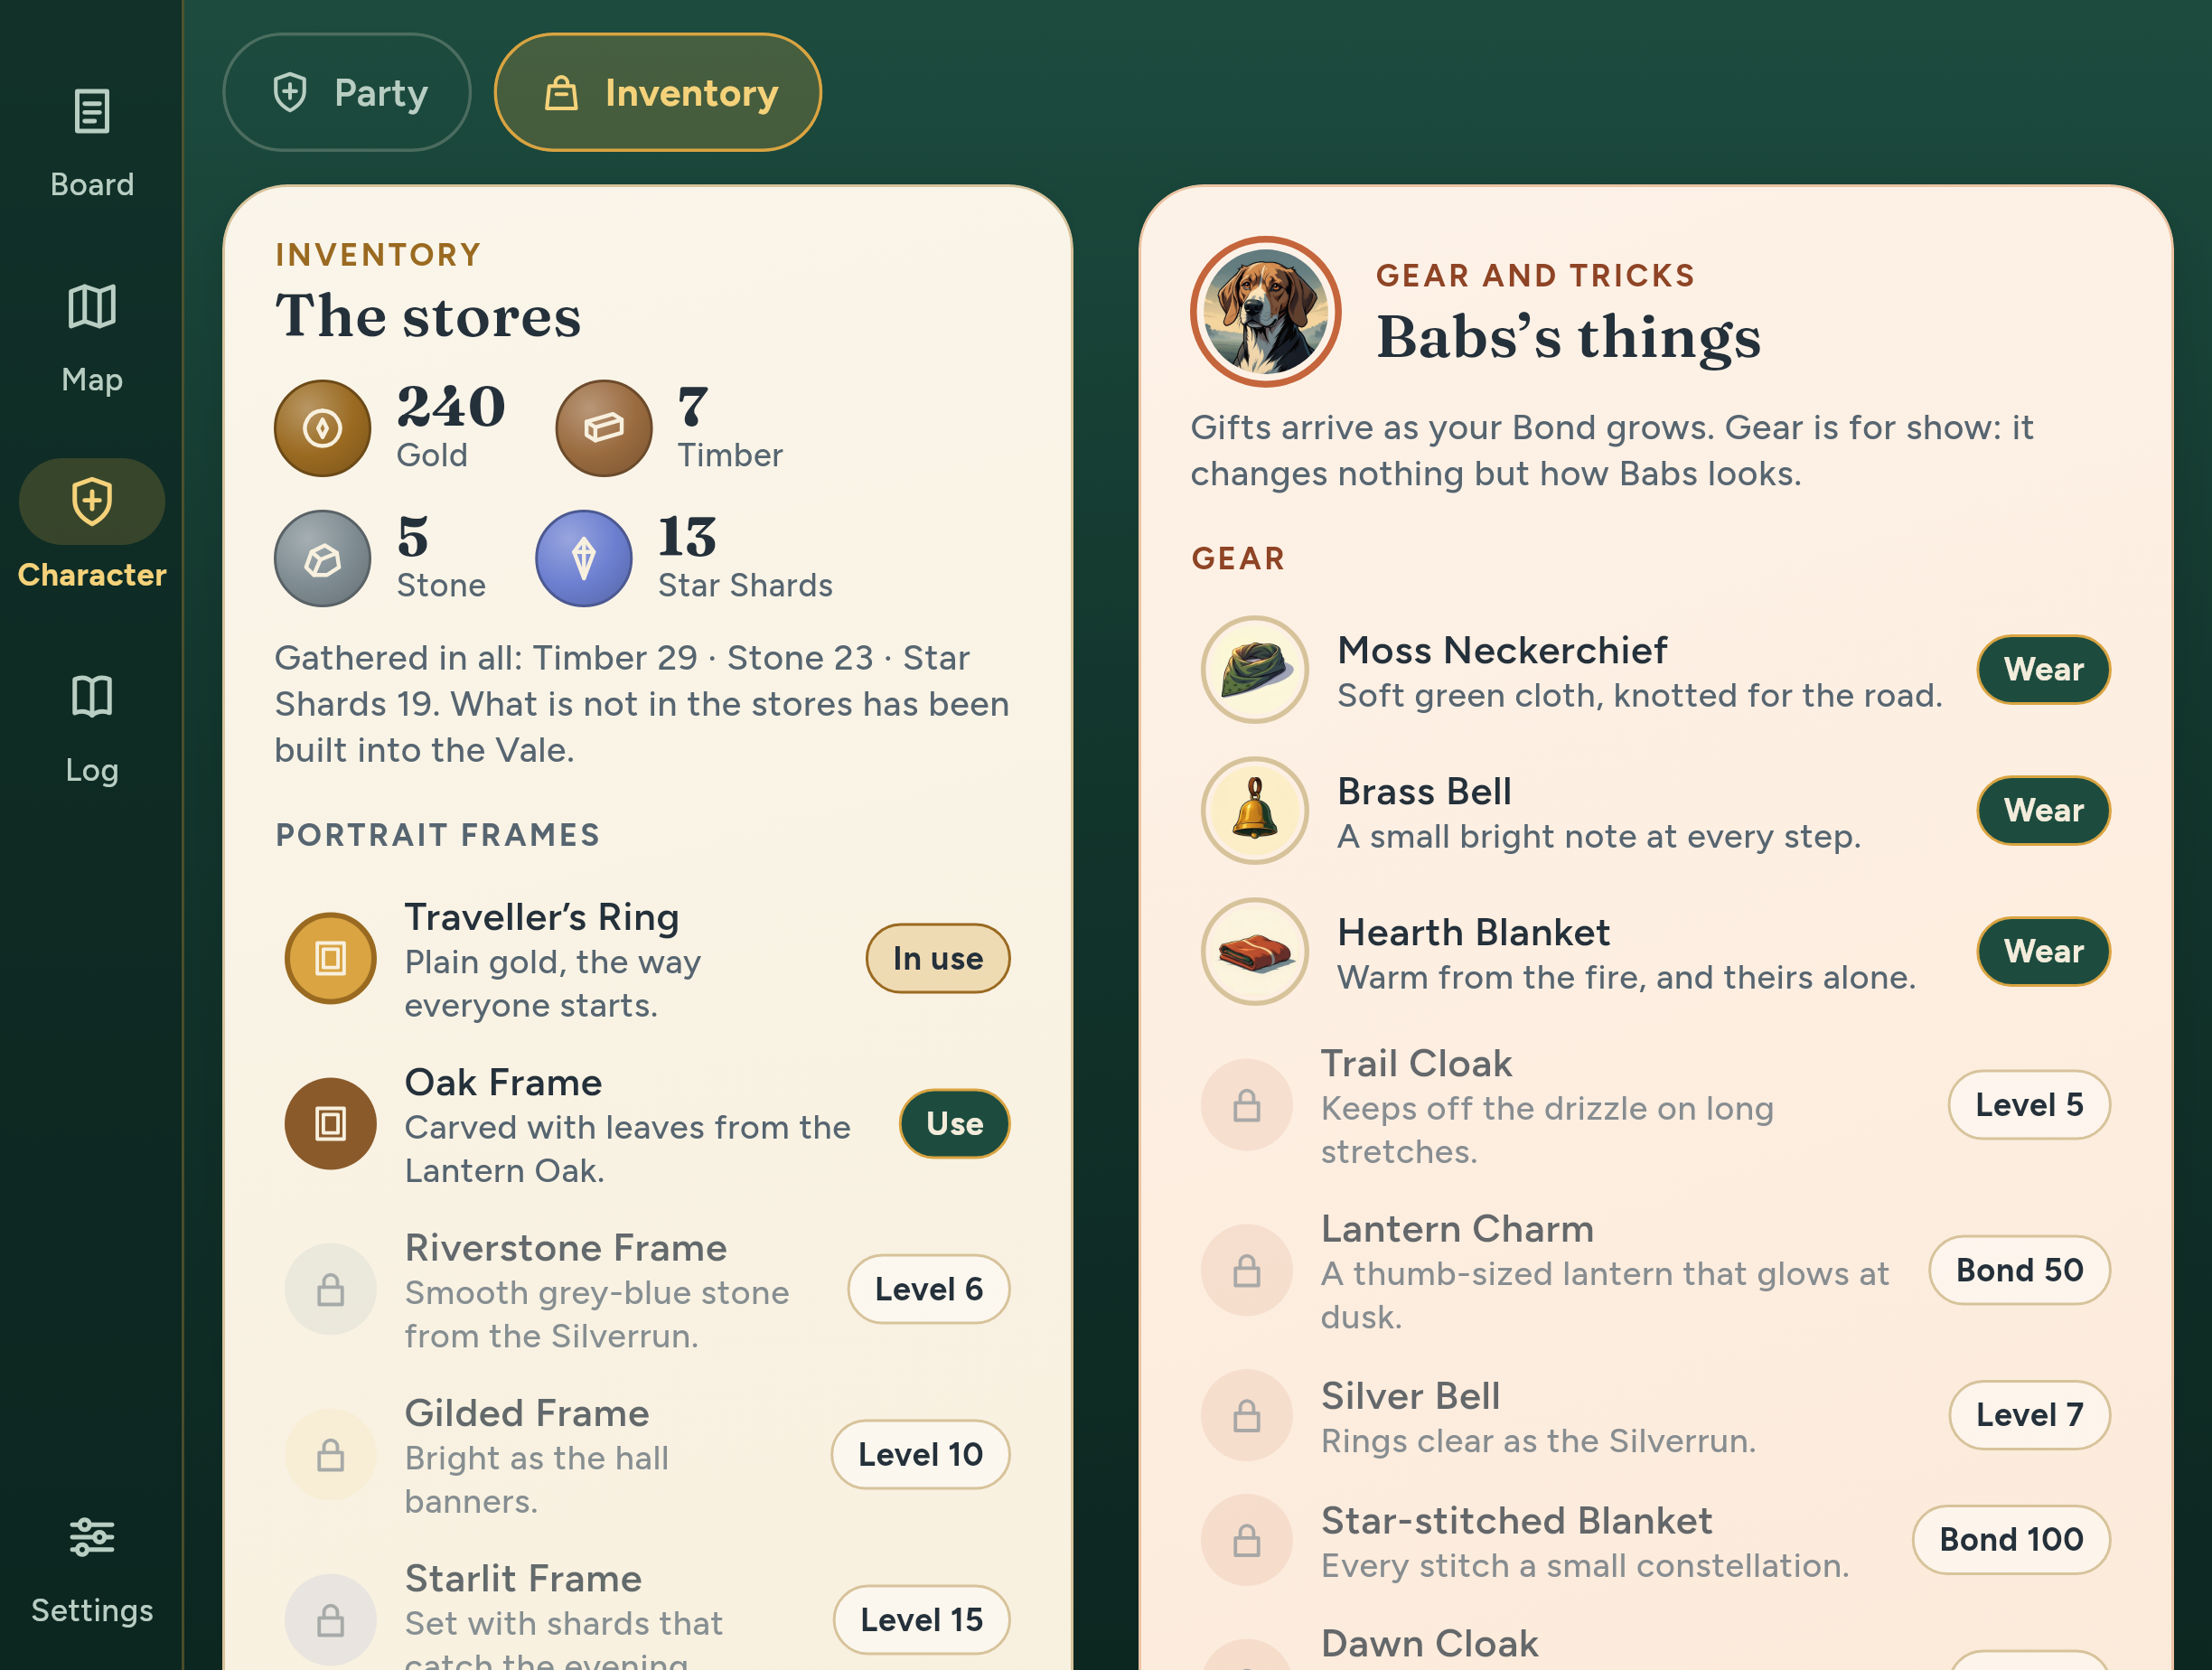 Board
Map
Character
Log
Settings
Party
Inventory
INVENTORY
The stores
240
Gold
7
Timber
5
Stone
13
Star Shards
Gathered in all: Timber 29 · Stone 23 · Star
Shards 19. What is not in the stores has been
built into the Vale.
PORTRAIT FRAMES
Traveller’s Ring
Plain gold, the way
everyone starts.
In use
Oak Frame
Carved with leaves from the
Lantern Oak.
Use
Riverstone Frame
Smooth grey-blue stone
from the Silverrun.
Level 6
Gilded Frame
Bright as the hall
banners.
Level 10
Starlit Frame
Set with shards that
catch the evening
Level 15
GEAR AND TRICKS
Babs’s things
Gifts arrive as your Bond grows. Gear is for show: it
changes nothing but how Babs looks.
GEAR
Moss Neckerchief
Soft green cloth, knotted for the road.
Wear
Brass Bell
A small bright note at every step.
Wear
Hearth Blanket
Warm from the fire, and theirs alone.
Wear
Trail Cloak
Keeps off the drizzle on long
stretches.
Level 5
Lantern Charm
A thumb-sized lantern that glows at
dusk.
Bond 50
Silver Bell
Rings clear as the Silverrun.
Level 7
Star-stitched Blanket
Every stitch a small constellation.
Bond 100
Dawn Cloak